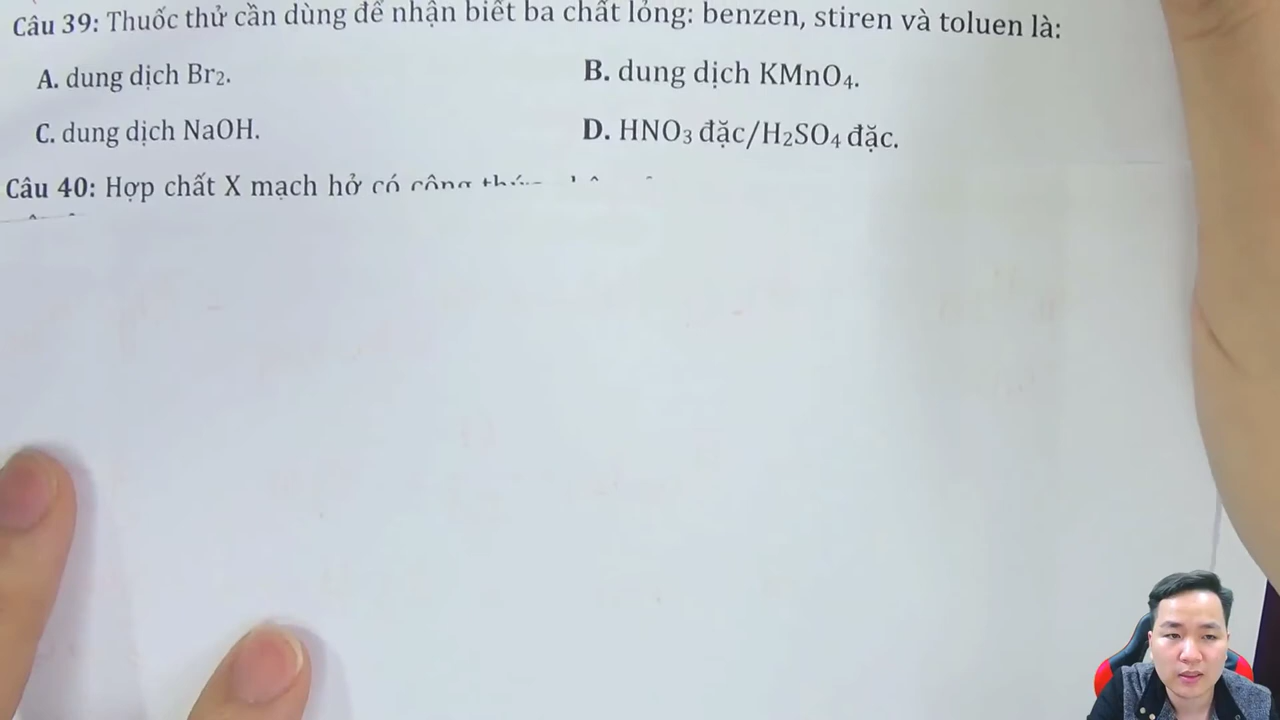 Câu 39: Thuốc thử cần dùng để nhận biết ba chất lỏng: benzen, stiren và toluen là:
A. dung dịch Br₂.
B. dung dịch KMnO₄.
C. dung dịch NaOH.
D. HNO₃ đặc/H₂SO₄ đặc.
Câu 40: Hợp chất X mạch hở có công